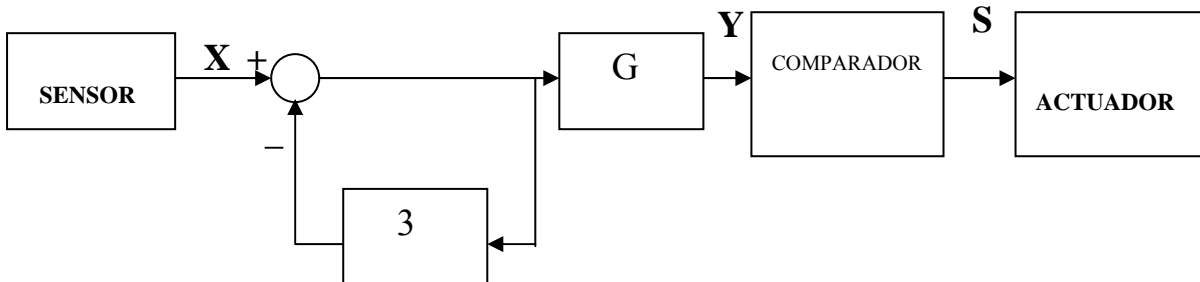 SENSOR
X +
−
3
G
Y
COMPARADOR
S
ACTUADOR